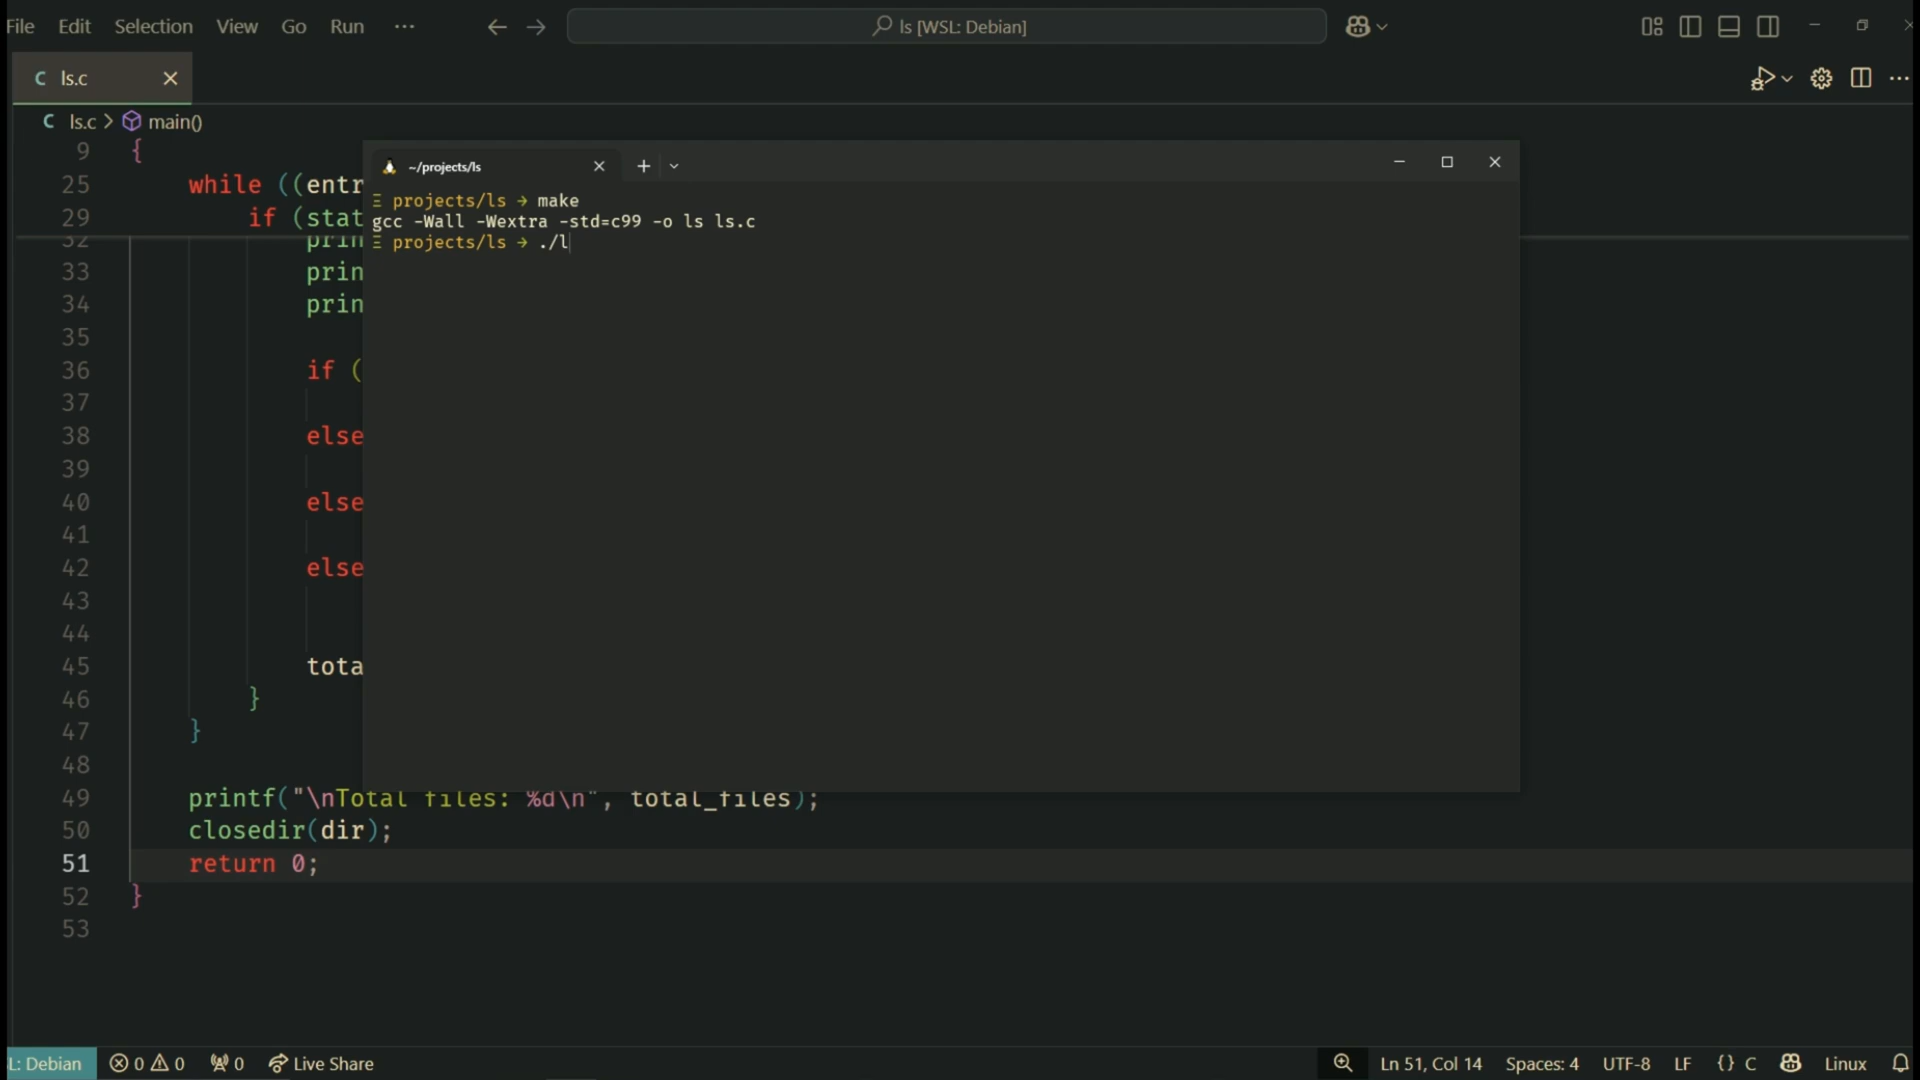 File Edit Selection View Go Run ···
ls [WSL: Debian]
C ls.c
C ls.c > main()
9 {
25 while ((entr
29 if (stat
32 prin
33 prin
34 prin
35
36 if (
37
38 else
39
40 else
41
42 else
43
44
45 tota
46 }
47 }
48
49 printf("\nTotal files: %d\n", total_files);
50 closedir(dir);
51 return 0;
52 }
53
~/projects/ls
Ξ projects/ls → make
gcc -Wall -Wextra -std=c99 -o ls ls.c
Ξ projects/ls → ./l
L: Debian 0 0 0 Live Share Ln 51, Col 14 Spaces: 4 UTF-8 LF {} C Linux